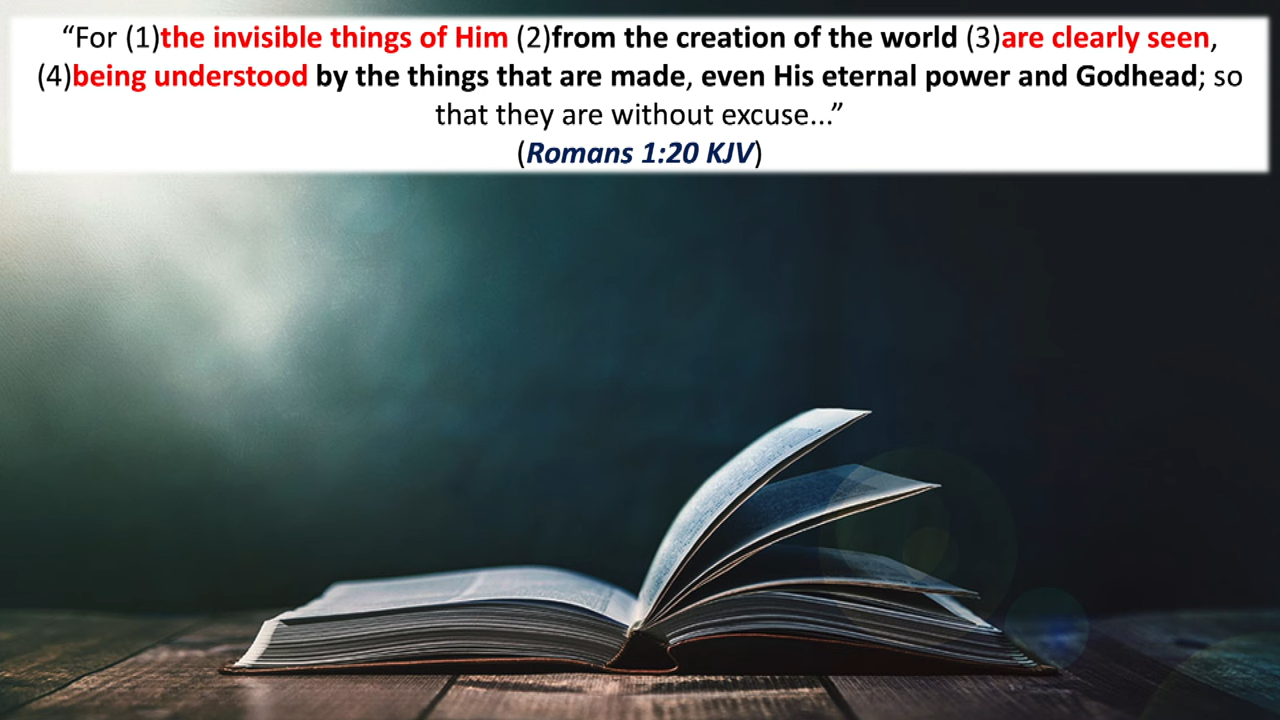 “For (1)the invisible things of Him (2)from the creation of the world (3)are clearly seen,
(4)being understood by the things that are made, even His eternal power and Godhead; so
that they are without excuse...”
(Romans 1:20 KJV)